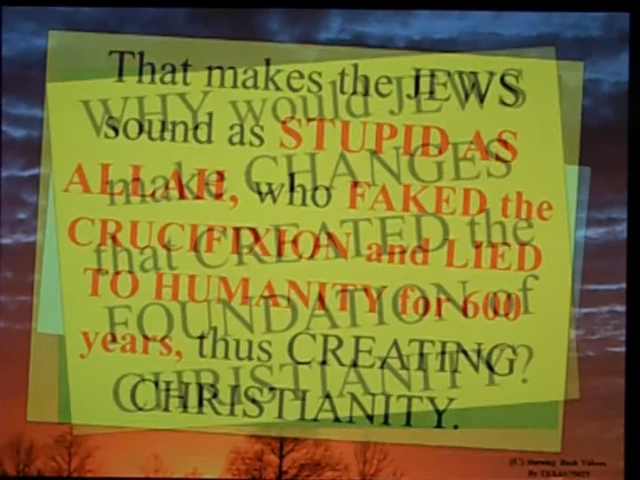 That makes the JEWS
sound as STUPID AS
ALLAH, who FAKED the
CRUCIFIXION and LIED
TO HUMANITY for 600
years, thus CREATING
CHRISTIANITY.
WHY would JEWS
make CHANGES
that CREATED the
FOUNDATION of
CHRISTIANITY?
(C) Burning Bush Videos